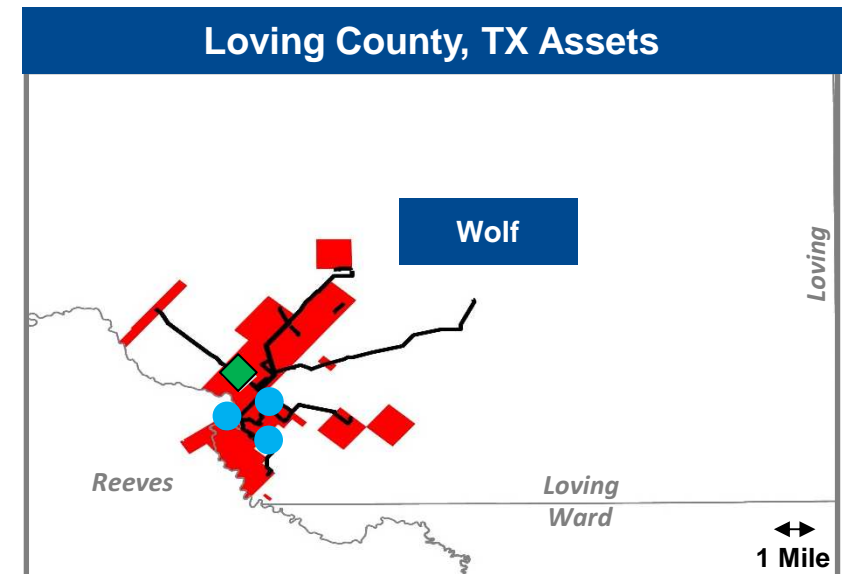 Loving County, TX Assets
Wolf
Loving
Reeves
Loving
Ward
1 Mile